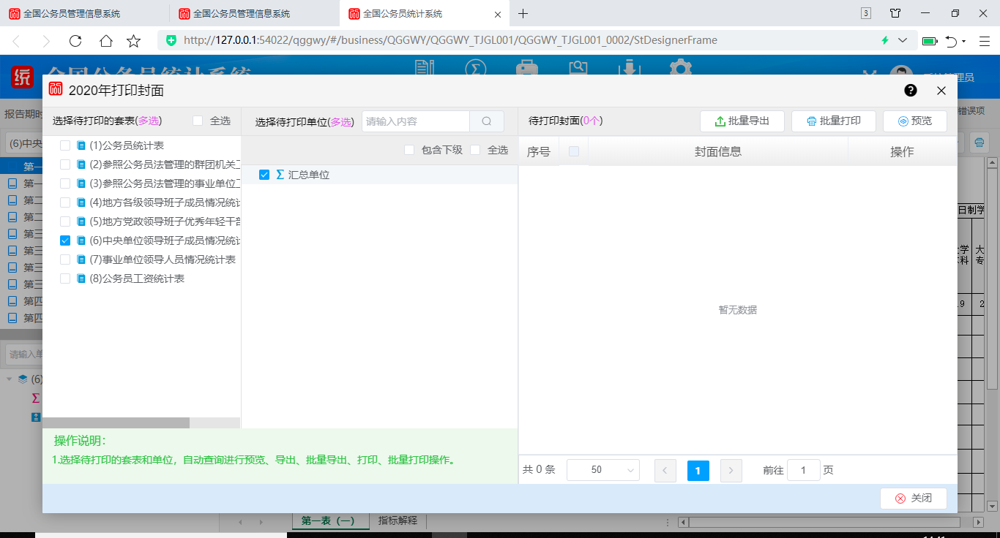 全国公务员管理信息系统
全国公务员管理信息系统
全国公务员统计系统
3
http://127.0.0.1:54022/qggwy/#/business/QGGWY/QGGWY_TJGL001/QGGWY_TJGL001_0002/StDesignerFrame
统
全国公务员统计系统
2020年打印封面
报告期时
错误项
选择待打印的套表(多选)
全选
选择待打印单位(多选)
请输入内容
待打印封面(0个)
批量导出
批量打印
预览
(6)中央
(1)公务员统计表
包含下级
全选
序号
封面信息
操作
第一
(2)参照公务员法管理的群团机关工
汇总单位
第一
(3)参照公务员法管理的事业单位工
第二
(4)地方各级领导班子成员情况统计
第二
(5)地方党政领导班子优秀年轻干部
日制学
第三
(6)中央单位领导班子成员情况统计
第三
(7)事业单位领导人员情况统计表
第三
(8)公务员工资统计表
第三
第四
第四
暂无数据
请输入单
(6)
操作说明：
1.选择待打印的套表和单位，自动查询进行预览、导出、批量导出、打印、批量打印操作。
共 0 条
50
1
前往
1
页
关闭
第一表（一）
指标解释